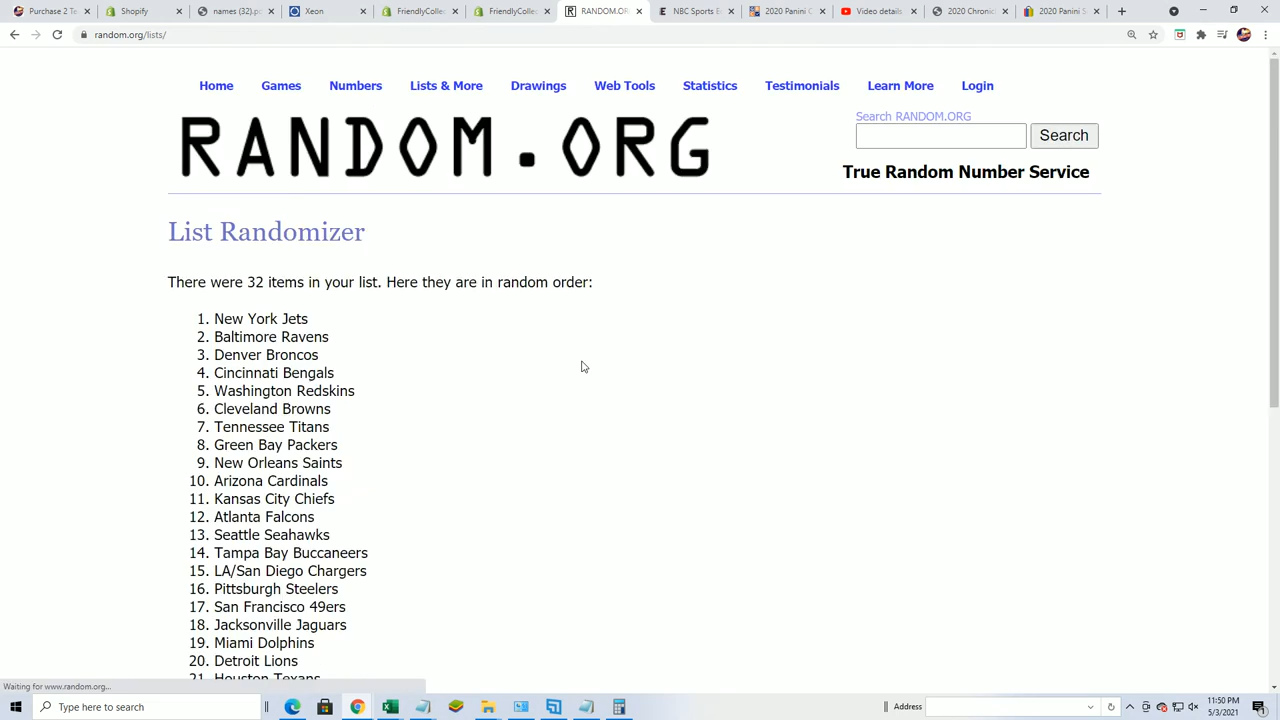 Purchase 2 Te
Shopify
names (32).p
Xeon
FriendlyColle
FriendlyColle
RANDOM.OR
NBC Sports E
2020 Panini C
Video details
2020 Chronic
2020 Panini S
random.org/lists/
Home Games Numbers Lists & More Drawings Web Tools Statistics Testimonials Learn More Login
RANDOM.ORG
Search RANDOM.ORG
Search
True Random Number Service
List Randomizer
There were 32 items in your list. Here they are in random order:
1. New York Jets
2. Baltimore Ravens
3. Denver Broncos
4. Cincinnati Bengals
5. Washington Redskins
6. Cleveland Browns
7. Tennessee Titans
8. Green Bay Packers
9. New Orleans Saints
10. Arizona Cardinals
11. Kansas City Chiefs
12. Atlanta Falcons
13. Seattle Seahawks
14. Tampa Bay Buccaneers
15. LA/San Diego Chargers
16. Pittsburgh Steelers
17. San Francisco 49ers
18. Jacksonville Jaguars
19. Miami Dolphins
20. Detroit Lions
21. Houston Texans
Waiting for www.random.org...
Type here to search
Address
11:50 PM
5/3/2021